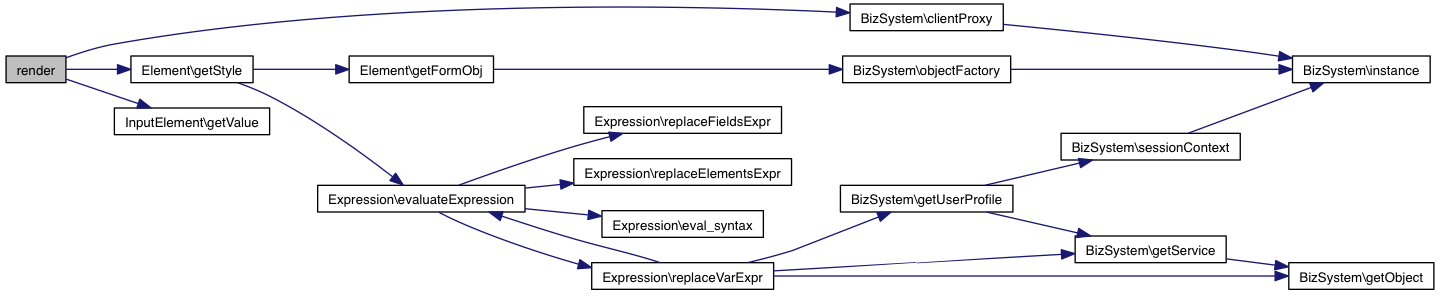 BizSystem\clientProxy
render
Element\getStyle
Element\getFormObj
BizSystem\objectFactory
BizSystem\instance
InputElement\getValue
Expression\replaceFieldsExpr
BizSystem\sessionContext
Expression\replaceElementsExpr
Expression\evaluateExpression
BizSystem\getUserProfile
Expression\eval_syntax
BizSystem\getService
Expression\replaceVarExpr
BizSystem\getObject